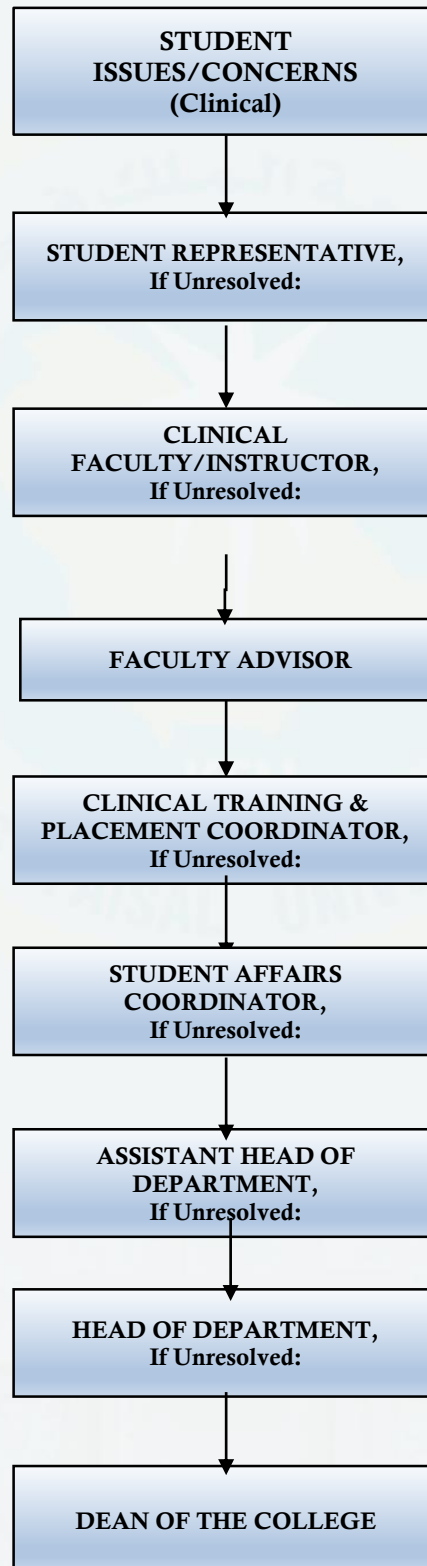 STUDENT
ISSUES/CONCERNS
(Clinical)
STUDENT REPRESENTATIVE,
If Unresolved:
CLINICAL
FACULTY/INSTRUCTOR,
If Unresolved:
FACULTY ADVISOR
CLINICAL TRAINING &
PLACEMENT COORDINATOR,
If Unresolved:
STUDENT AFFAIRS
COORDINATOR,
If Unresolved:
ASSISTANT HEAD OF
DEPARTMENT,
If Unresolved:
HEAD OF DEPARTMENT,
If Unresolved:
DEAN OF THE COLLEGE